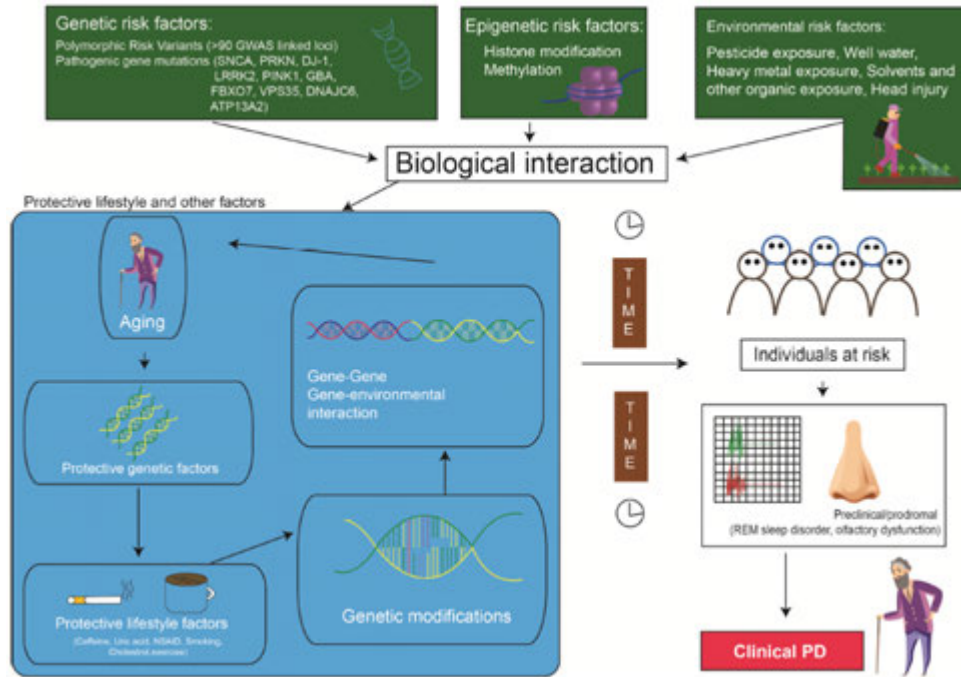 Genetic risk factors:
Polymorphic Risk Variants (>90 GWAS linked loci)
Pathogenic gene mutations (SNCA, PRKN, DJ-1,
LRRK2, PINK1, GBA,
FBXO7, VPS35, DNAJC6,
ATP13A2)
Epigenetic risk factors:
Histone modification
Methylation
Environmental risk factors:
Pesticide exposure, Well water,
Heavy metal exposure, Solvents and
other organic exposure, Head injury
Biological interaction
Protective lifestyle and other factors
Aging
Protective genetic factors
Protective lifestyle factors
(Caffeine, Uric acid, NSAID, Smoking,
Cholestrol, exercise)
Genetic modifications
Gene-Gene
Gene-environmental
interaction
TIME
TIME
Individuals at risk
Preclinical/prodromal
(REM sleep disorder, olfactory dysfunction)
Clinical PD